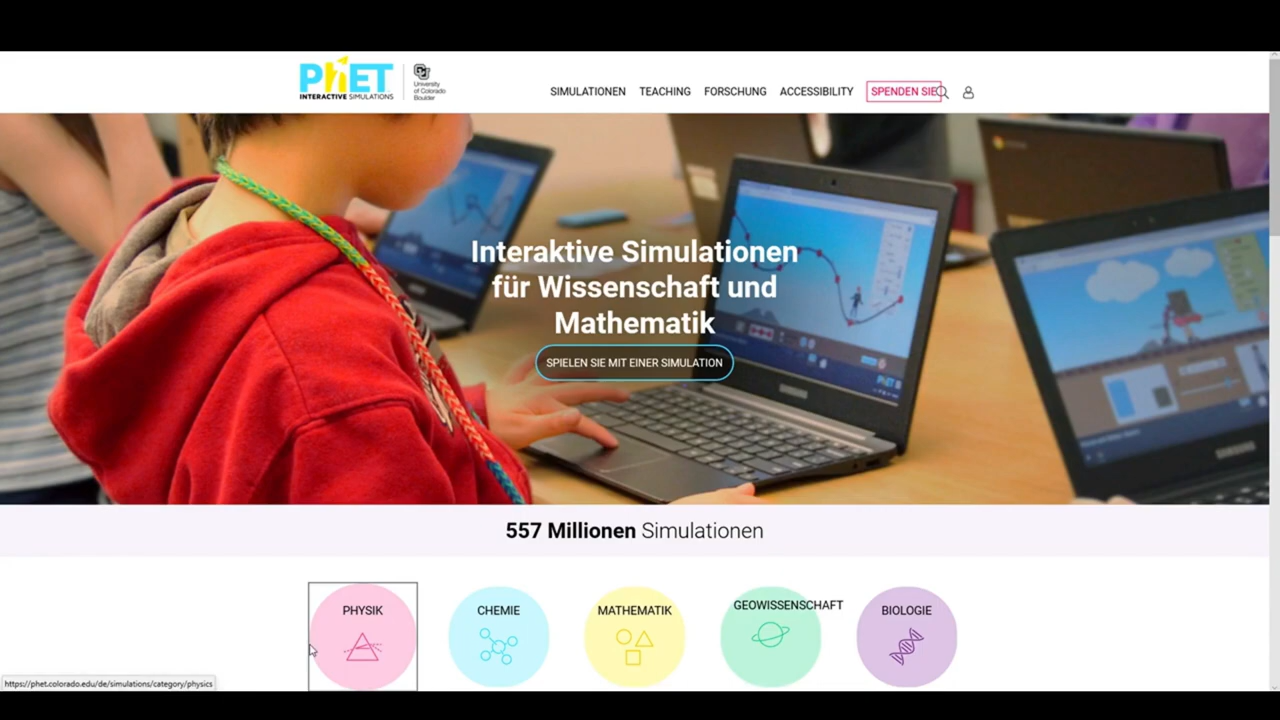 PhET
INTERACTIVE SIMULATIONS
University
of Colorado
Boulder
SIMULATIONEN
TEACHING
FORSCHUNG
ACCESSIBILITY
SPENDEN SIE
Interaktive Simulationen
für Wissenschaft und
Mathematik
SPIELEN SIE MIT EINER SIMULATION
557 Millionen Simulationen
PHYSIK
CHEMIE
MATHEMATIK
GEOWISSENSCHAFT
BIOLOGIE
https://phet.colorado.edu/de/simulations/category/physics